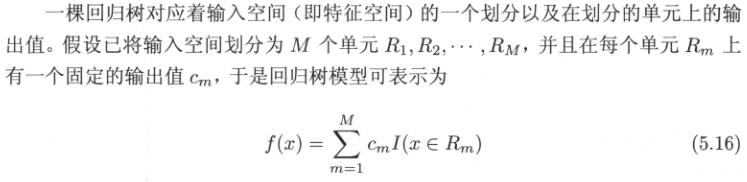 一棵回归树对应着输入空间（即特征空间）的一个划分以及在划分的单元上的输
出值。假设已将输入空间划分为 M 个单元 R₁, R₂, ⋯, R_M，并且在每个单元 R_m 上
有一个固定的输出值 c_m，于是回归树模型可表示为
f(x) = ∑_{m=1}^{M} c_m I(x ∈ R_m) (5.16)